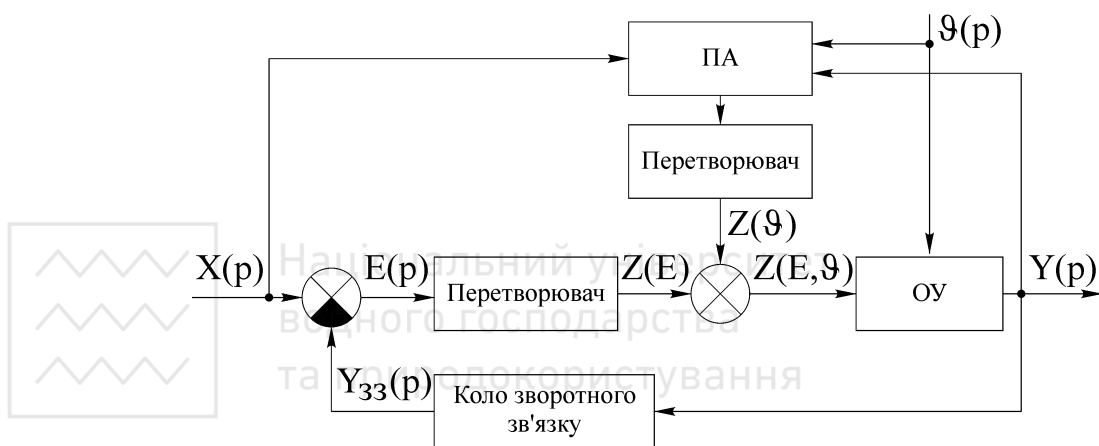 ϑ(p)
ПА
Перетворювач
Z(ϑ)
X(p)
E(p)
Перетворювач
Z(E)
Z(E,ϑ)
ОУ
Y(p)
Yзз(p)
Коло зворотного
зв'язку
Національний університет
водного господарства
та природокористування